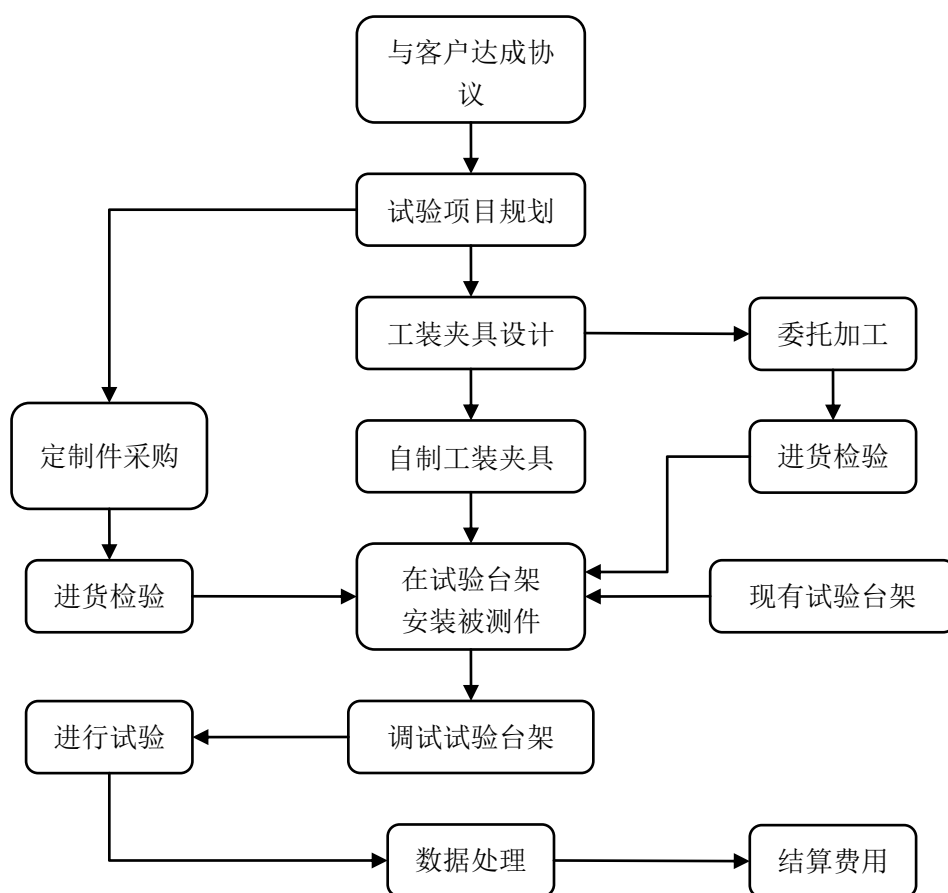 与客户达成协
议
试验项目规划
工装夹具设计
委托加工
定制件采购
自制工装夹具
进货检验
进货检验
在试验台架
安装被测件
现有试验台架
进行试验
调试试验台架
数据处理
结算费用